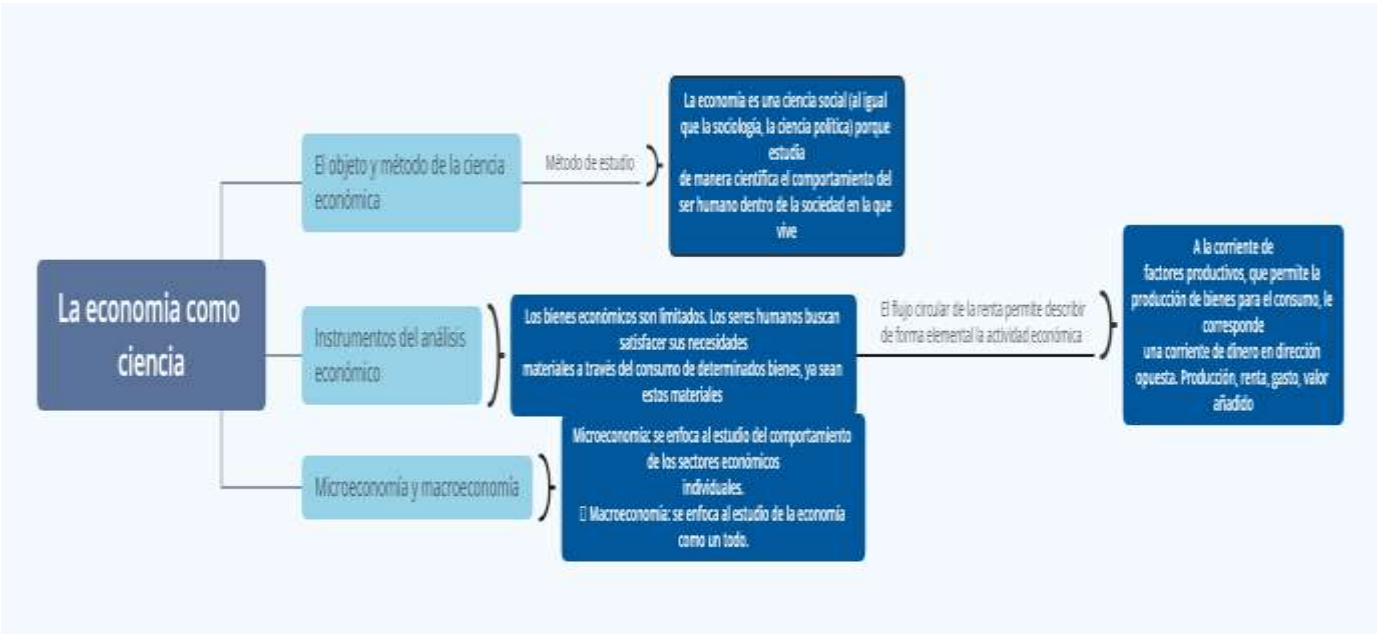 La economia como
ciencia
El objeto y método de la ciencia
económica
Método de estudio
La economía es una ciencia social (al igual
que la sociología, la ciencia política) porque
estudia
de manera científica el comportamiento del
ser humano dentro de la sociedad en la que
vive
Instrumentos del análisis
económico
Los bienes económicos son limitados. Los seres humanos buscan
satisfacer sus necesidades
materiales a través del consumo de determinados bienes, ya sean
estos materiales
El flujo circular de la renta permite describir
de forma elemental la actividad económica
A la corriente de
factores productivos, que permite la
producción de bienes para el consumo, le
corresponde
una corriente de dinero en dirección
opuesta. Producción, renta, gasto, valor
añadido
Microeconomía y macroeconomía
Microeconomía: se enfoca al estudio del comportamiento
de los sectores económicos
individuales.
Macroeconomía: se enfoca al estudio de la economía
como un todo.